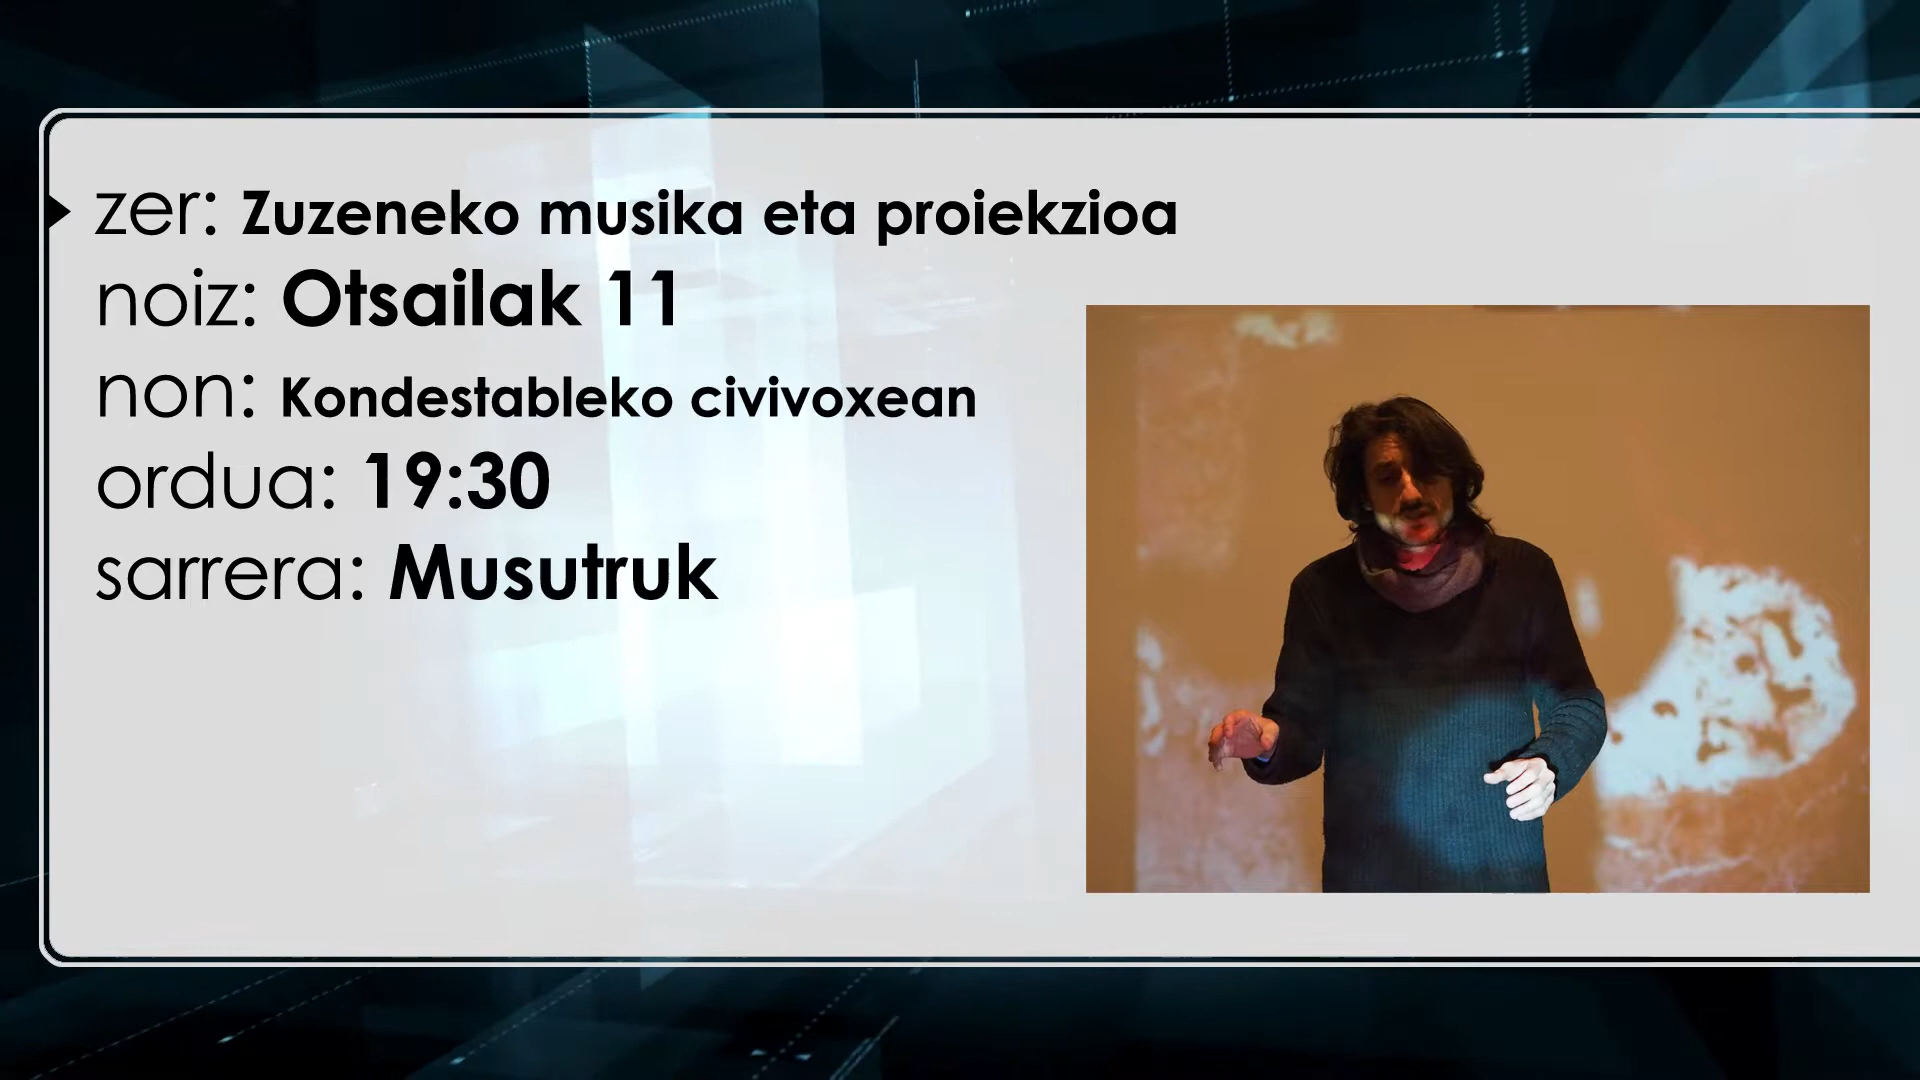 zer: Zuzeneko musika eta proiekzioa
noiz: Otsailak 11
non: Kondestableko civivoxean
ordua: 19:30
sarrera: Musutruk